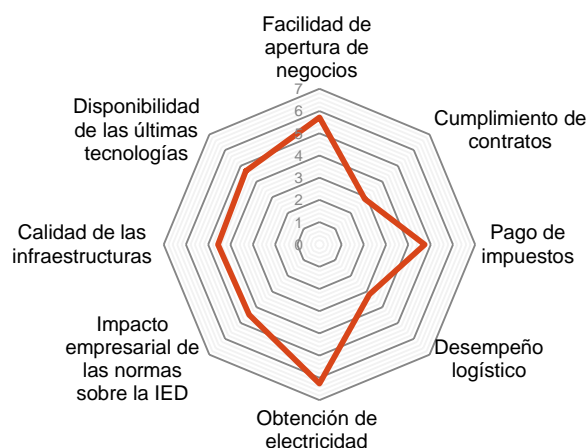 Facilidad de
apertura de
negocios
Cumplimiento de
contratos
Pago de
impuestos
Desempeño
logístico
Obtención de
electricidad
Impacto
empresarial de
las normas
sobre la IED
Calidad de las
infraestructuras
Disponibilidad
de las últimas
tecnologías
7
6
5
4
3
2
1
0